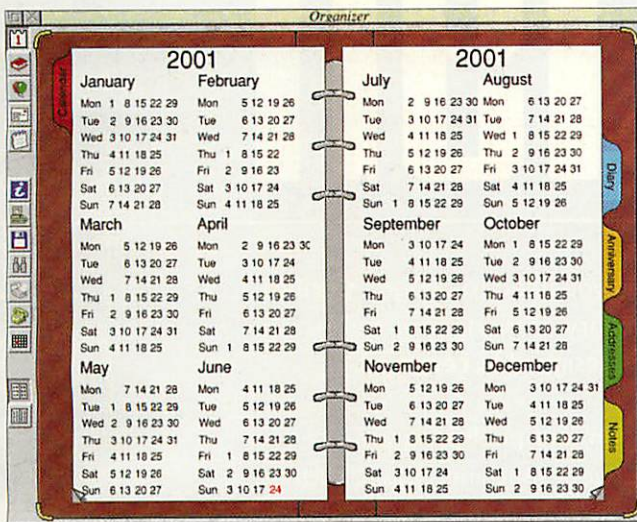 Organizer
1
Calendar
2001
January
Mon 1 8 15 22 29
Tue 2 9 16 23 30
Wed 3 10 17 24 31
Thu 4 11 18 25
Fri 5 12 19 26
Sat 6 13 20 27
Sun 7 14 21 28
February
Mon 5 12 19 26
Tue 6 13 20 27
Wed 7 14 21 28
Thu 1 8 15 22
Fri 2 9 16 23
Sat 3 10 17 24
Sun 4 11 18 25
March
Mon 5 12 19 26
Tue 6 13 20 27
Wed 7 14 21 28
Thu 1 8 15 22 29
Fri 2 9 16 23 30
Sat 3 10 17 24 31
Sun 4 11 18 25
April
Mon 2 9 16 23 30
Tue 3 10 17 24
Wed 4 11 18 25
Thu 5 12 19 26
Fri 6 13 20 27
Sat 7 14 21 28
Sun 1 8 15 22 29
May
Mon 7 14 21 28
Tue 1 8 15 22 29
Wed 2 9 16 23 30
Thu 3 10 17 24 31
Fri 4 11 18 25
Sat 5 12 19 26
Sun 6 13 20 27
June
Mon 4 11 18 25
Tue 5 12 19 26
Wed 6 13 20 27
Thu 7 14 21 28
Fri 1 8 15 22 29
Sat 2 9 16 23 30
Sun 3 10 17 24
2001
July
Mon 2 9 16 23 30
Tue 3 10 17 24 31
Wed 4 11 18 25
Thu 5 12 19 26
Fri 6 13 20 27
Sat 7 14 21 28
Sun 1 8 15 22 29
August
Mon 6 13 20 27
Tue 7 14 21 28
Wed 1 8 15 22 29
Thu 2 9 16 23 30
Fri 3 10 17 24 31
Sat 4 11 18 25
Sun 5 12 19 26
September
Mon 3 10 17 24
Tue 4 11 18 25
Wed 5 12 19 26
Thu 6 13 20 27
Fri 7 14 21 28
Sat 1 8 15 22 29
Sun 2 9 16 23 30
October
Mon 1 8 15 22 29
Tue 2 9 16 23 30
Wed 3 10 17 24 31
Thu 4 11 18 25
Fri 5 12 19 26
Sat 6 13 20 27
Sun 7 14 21 28
November
Mon 5 12 19 26
Tue 6 13 20 27
Wed 7 14 21 28
Thu 1 8 15 22 29
Fri 2 9 16 23 30
Sat 3 10 17 24
Sun 4 11 18 25
December
Mon 3 10 17 24 31
Tue 4 11 18 25
Wed 5 12 19 26
Thu 6 13 20 27
Fri 7 14 21 28
Sat 1 8 15 22 29
Sun 2 9 16 23 30
Diary
Anniversary
Addresses
Notes